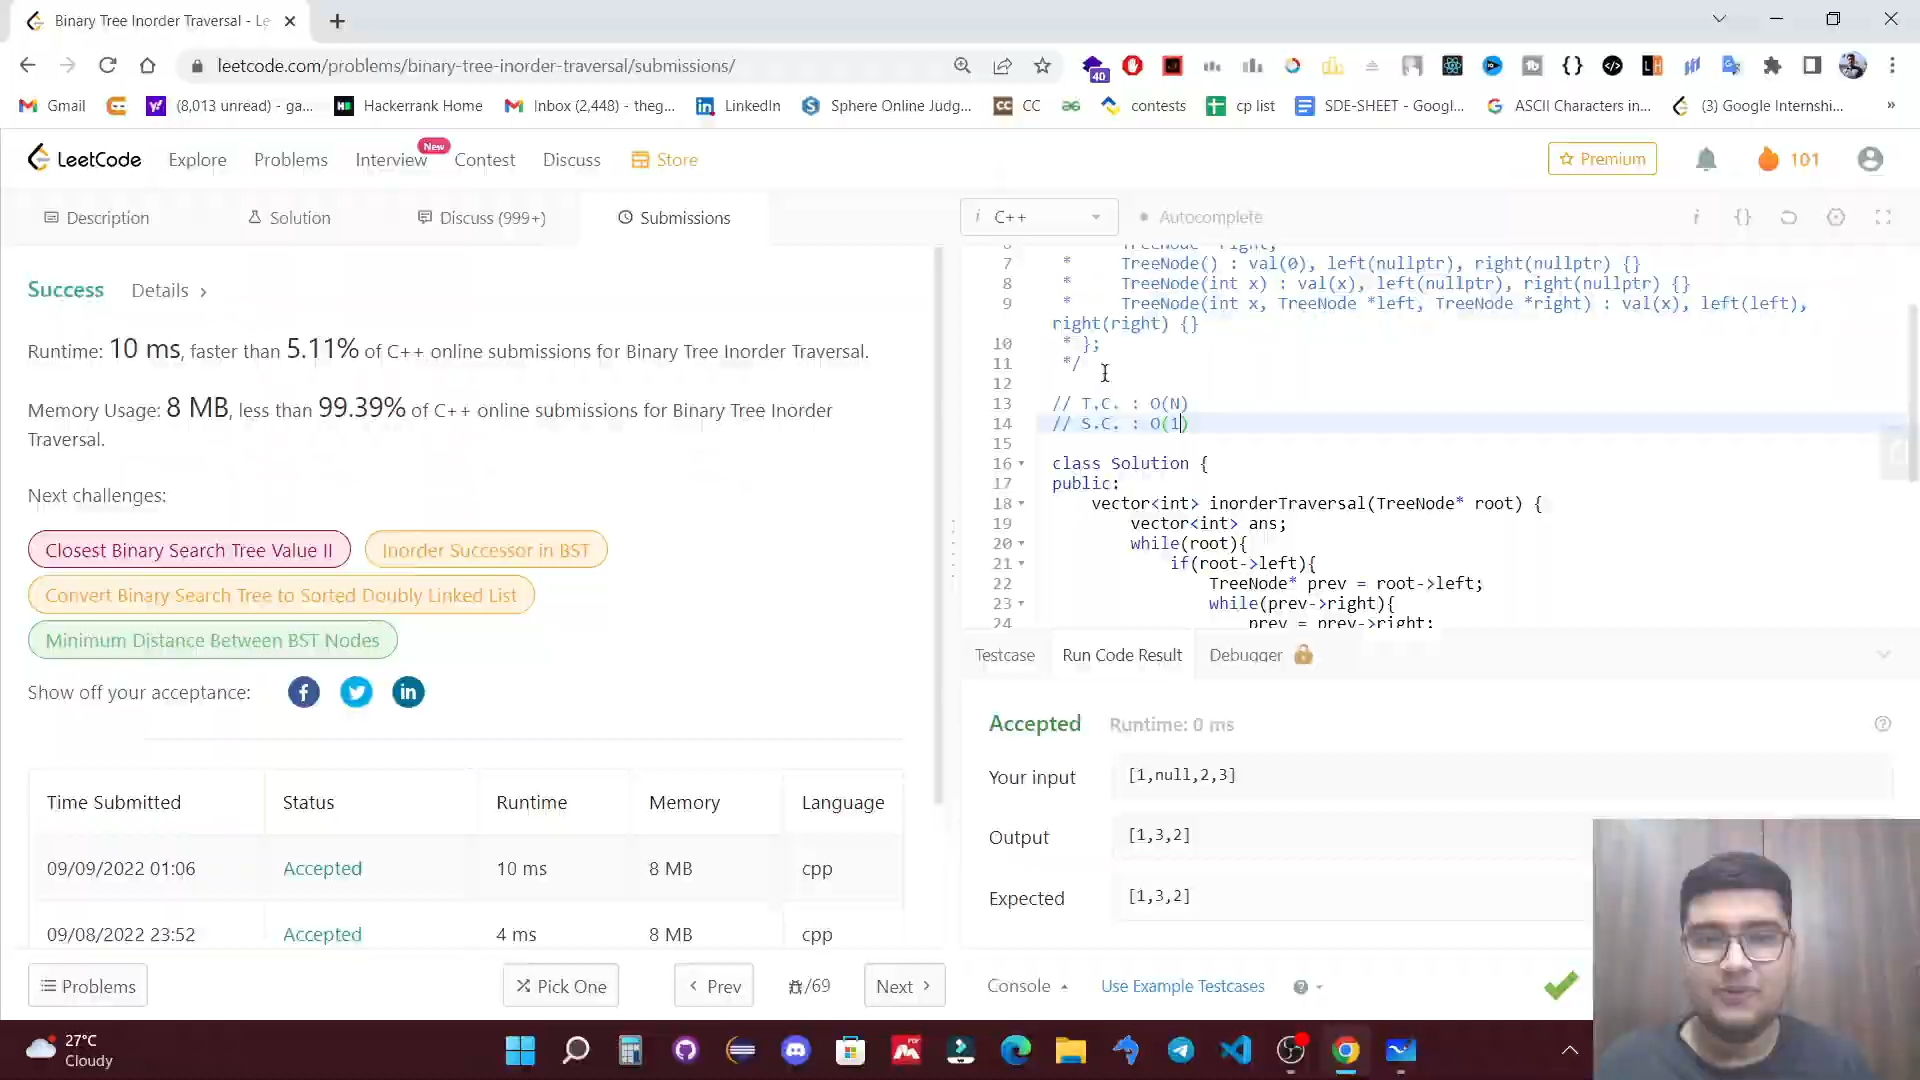 Binary Tree Inorder Traversal - Le
leetcode.com/problems/binary-tree-inorder-traversal/submissions/
40
Gmail
(8,013 unread) - ga...
Hackerrank Home
Inbox (2,448) - theg...
LinkedIn
Sphere Online Judg...
CC
contests
cp list
SDE-SHEET - Googl...
ASCII Characters in...
(3) Google Internshi...
»
LeetCode
Explore
Problems
Interview
New
Contest
Discuss
Store
Premium
101
Description
Solution
Discuss (999+)
Submissions
C++
Autocomplete
Success
Details
Runtime: 10 ms, faster than 5.11% of C++ online submissions for Binary Tree Inorder Traversal.
Memory Usage: 8 MB, less than 99.39% of C++ online submissions for Binary Tree Inorder
Traversal.
Next challenges:
Closest Binary Search Tree Value II
Inorder Successor in BST
Convert Binary Search Tree to Sorted Doubly Linked List
Minimum Distance Between BST Nodes
Show off your acceptance:
Time Submitted Status Runtime Memory Language
09/09/2022 01:06 Accepted 10 ms 8 MB cpp
09/08/2022 23:52 Accepted 4 ms 8 MB cpp
Problems
Pick One
Prev
/69
Next
7 * TreeNode() : val(0), left(nullptr), right(nullptr) {}
8 * TreeNode(int x) : val(x), left(nullptr), right(nullptr) {}
9 * TreeNode(int x, TreeNode *left, TreeNode *right) : val(x), left(left),
right(right) {}
10 * };
11 */
12
13 // T.C. : O(N)
14 // S.C. : O(1)
15
16 class Solution {
17 public:
18 vector<int> inorderTraversal(TreeNode* root) {
19 vector<int> ans;
20 while(root){
21 if(root->left){
22 TreeNode* prev = root->left;
23 while(prev->right){
24 prev = prev->right;
Testcase
Run Code Result
Debugger
Accepted
Runtime: 0 ms
Your input
[1,null,2,3]
Output
[1,3,2]
Expected
[1,3,2]
Console
Use Example Testcases
27°C
Cloudy